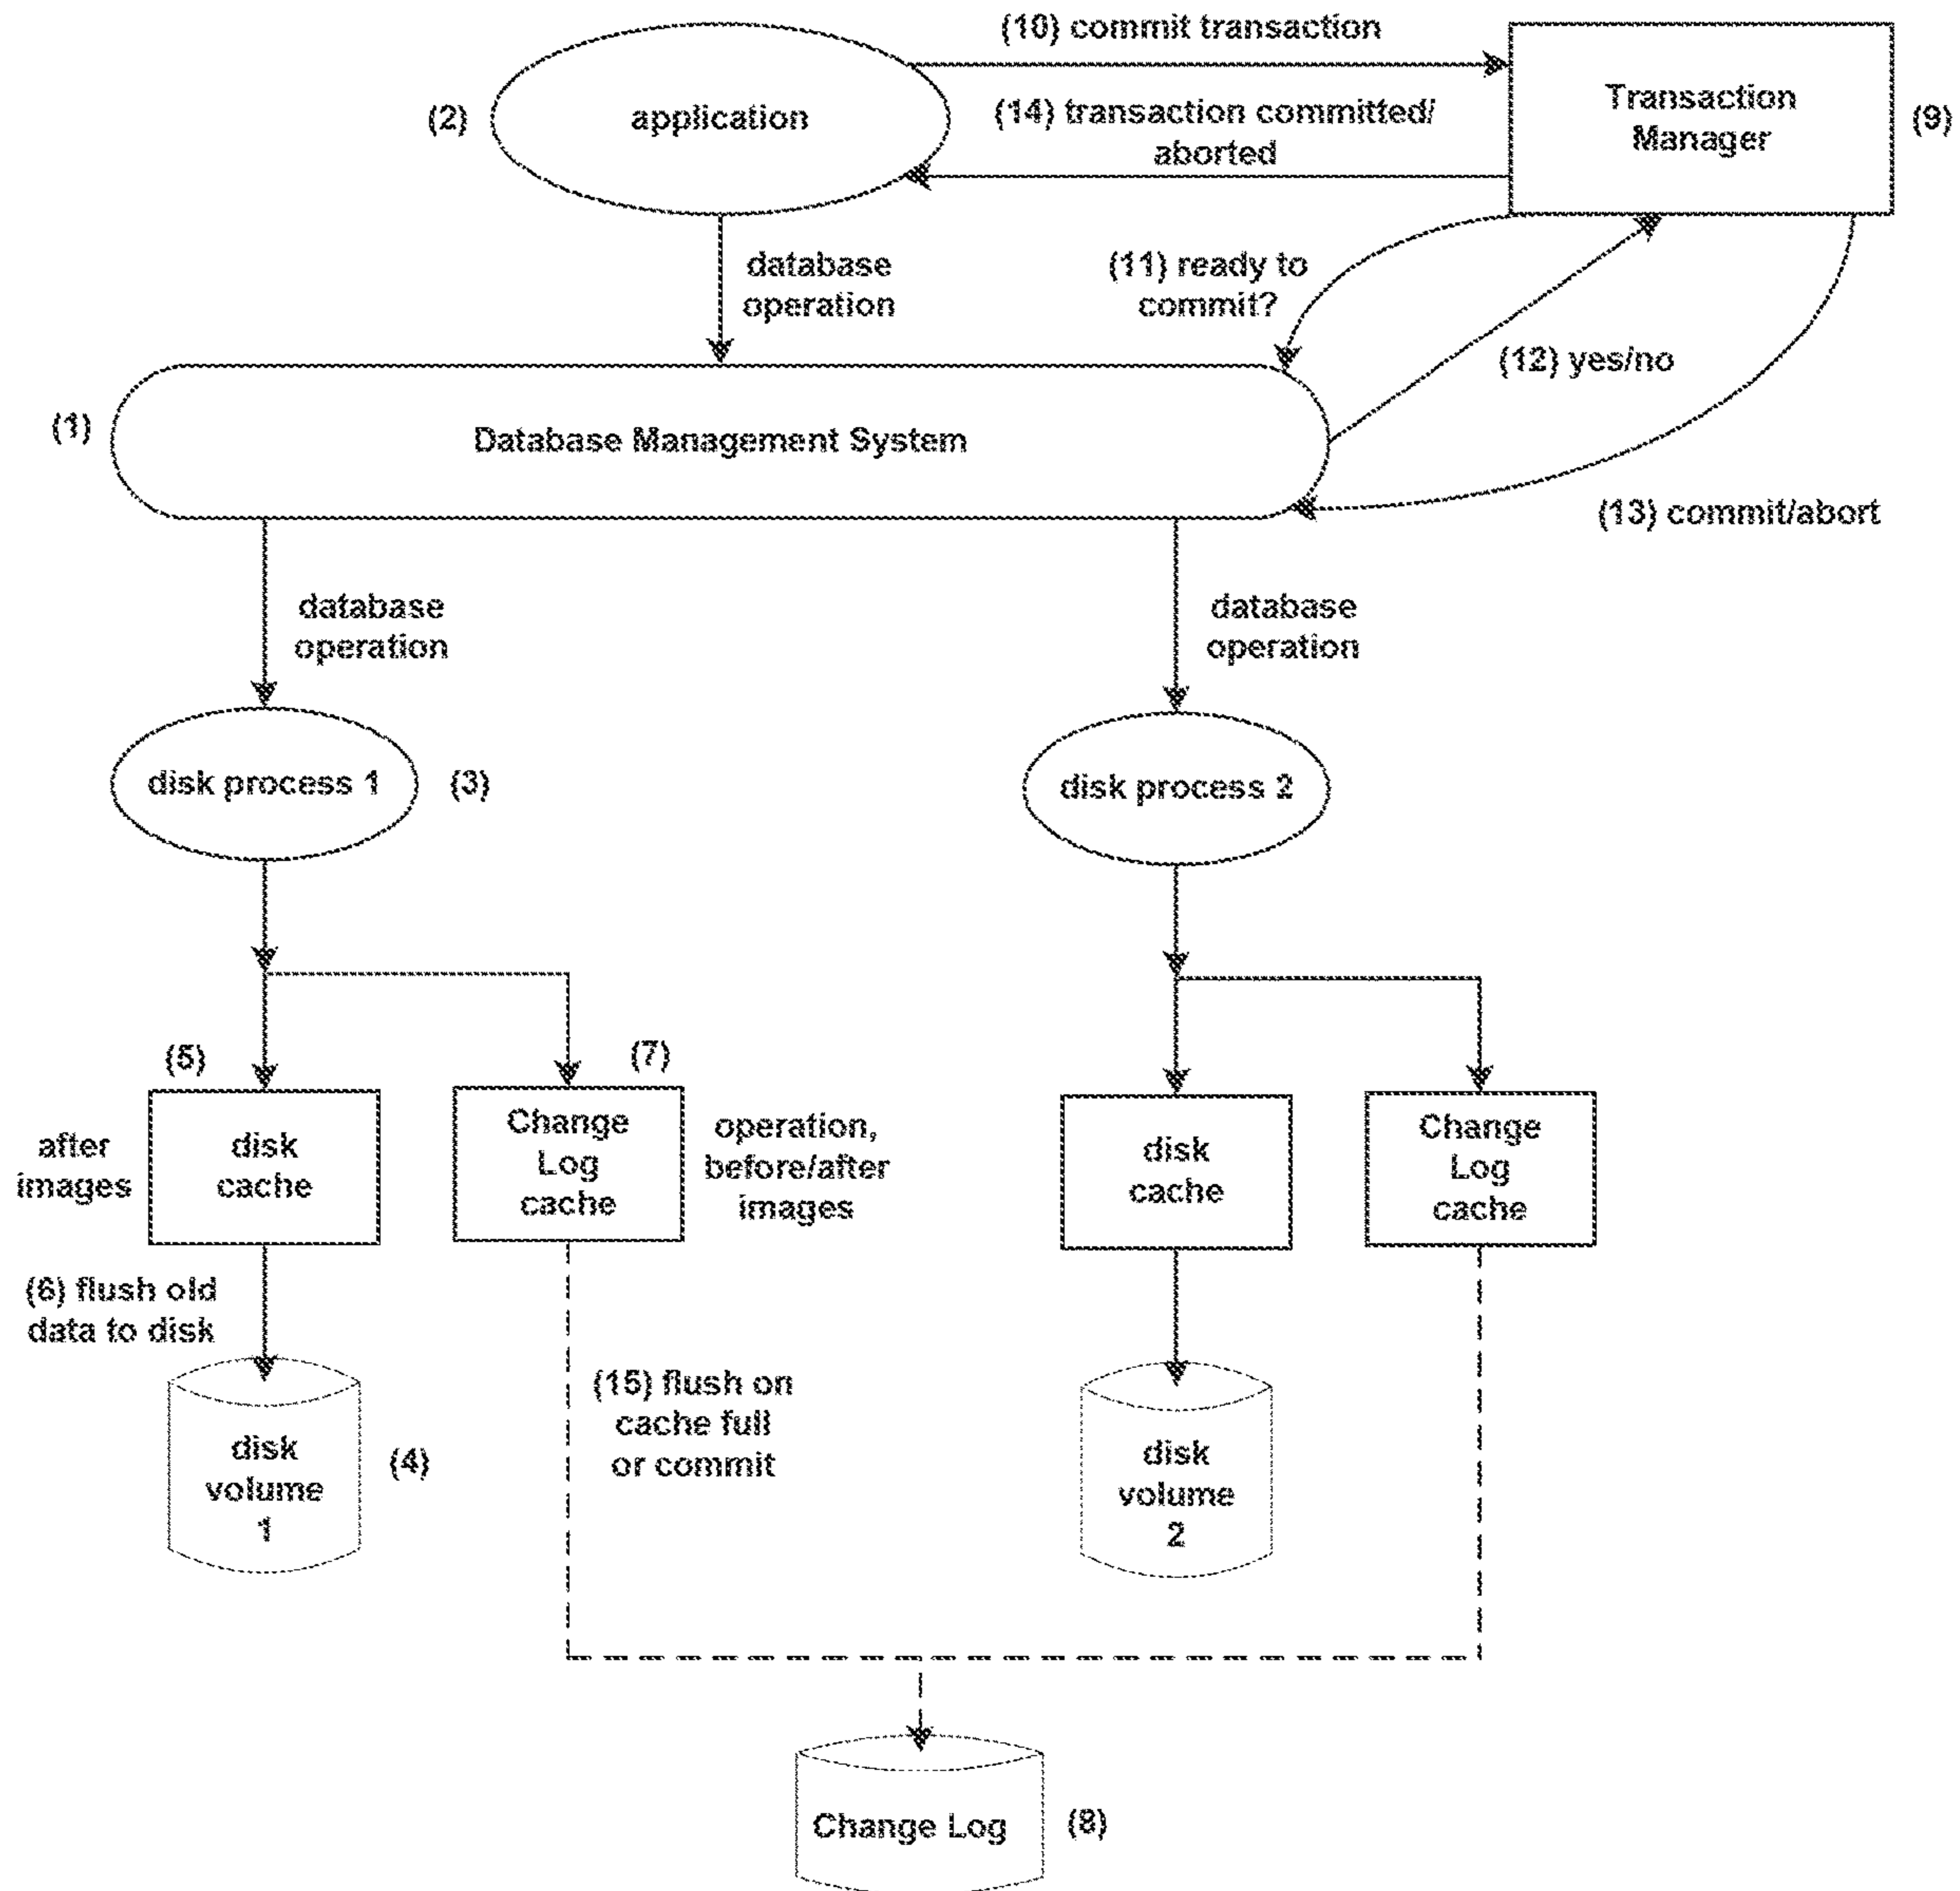 (10) commit transaction
(2)
application
(14) transaction committed/
aborted
Transaction
Manager
(9)
database
operation
(11) ready to
commit?
(12) yes/no
(1)
Database Management System
(13) commit/abort
database
operation
database
operation
disk process 1
(3)
disk process 2
(5)
(7)
after
images
disk
cache
Change
Log
cache
operation,
before/after
images
disk
cache
Change
Log
cache
(6) flush old
data to disk
(15) flush on
cache full
or commit
disk
volume
1
(4)
disk
volume
2
Change Log
(8)